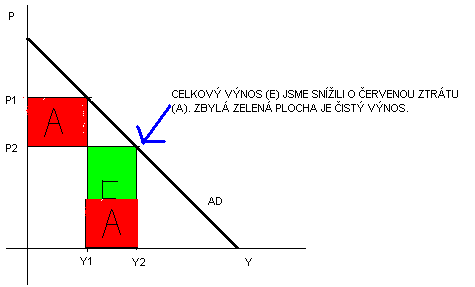 P
P1
A
CELKOVÝ VÝNOS (E) JSME SNÍŽILI O ČERVENOU ZTRÁTU
(A). ZBYLÁ ZELENÁ PLOCHA JE ČISTÝ VÝNOS.
P2
E
AD
A
Y1
Y2
Y